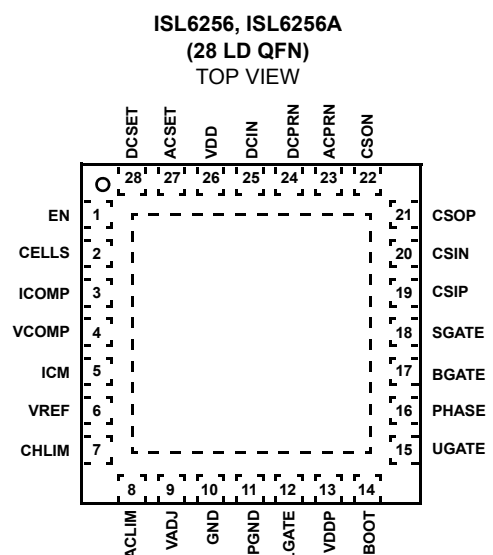 ISL6256, ISL6256A
(28 LD QFN)
TOP VIEW
DCSET
ACSET
VDD
DCIN
DCPRN
ACPRN
CSON
28 27 26 25 24 23 22
EN 1
21 CSOP
CELLS 2
20 CSIN
ICOMP 3
19 CSIP
VCOMP 4
18 SGATE
ICM 5
17 BGATE
VREF 6
16 PHASE
CHLIM 7
15 UGATE
8 9 10 11 12 13 14
ACLIM
VADJ
GND
PGND
LGATE
VDDP
BOOT